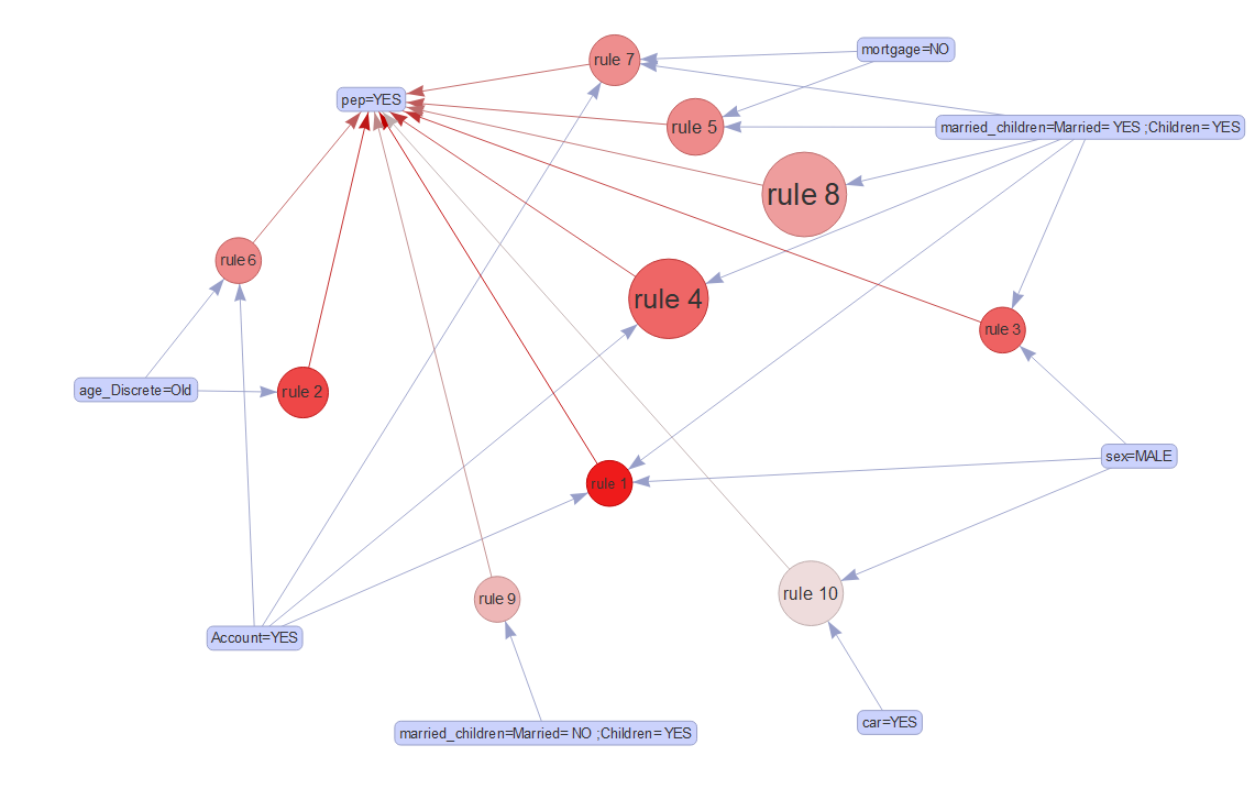 mortgage=NO
rule 7
pep=YES
rule 5
married_children=Married= YES ;Children= YES
rule 8
rule 6
rule 4
rule 3
age_Discrete=Old
rule 2
sex=MALE
rule 1
rule 9
rule 10
Account=YES
car=YES
married_children=Married= NO ;Children= YES